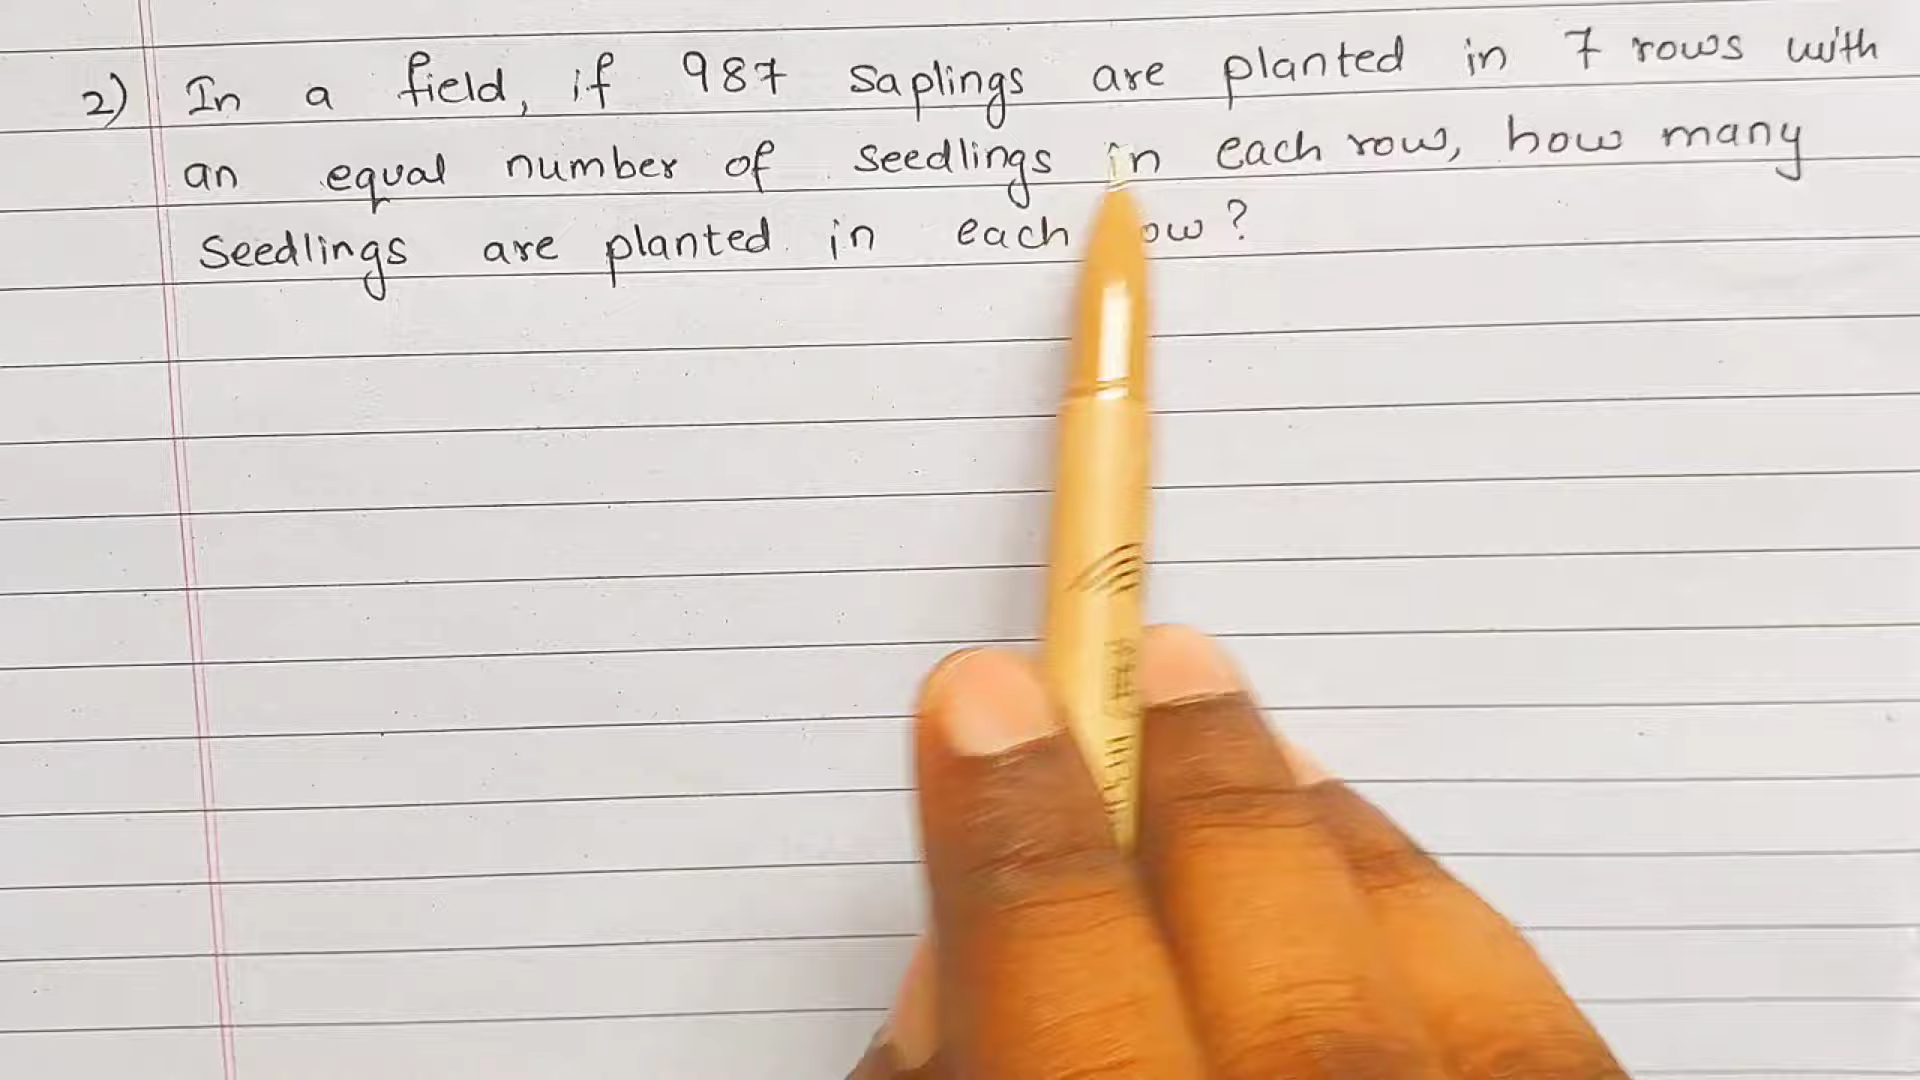 2) In a field, if 987 saplings are planted in 7 rows with
an equal number of seedlings in each row, how many
seedlings are planted in each ow?